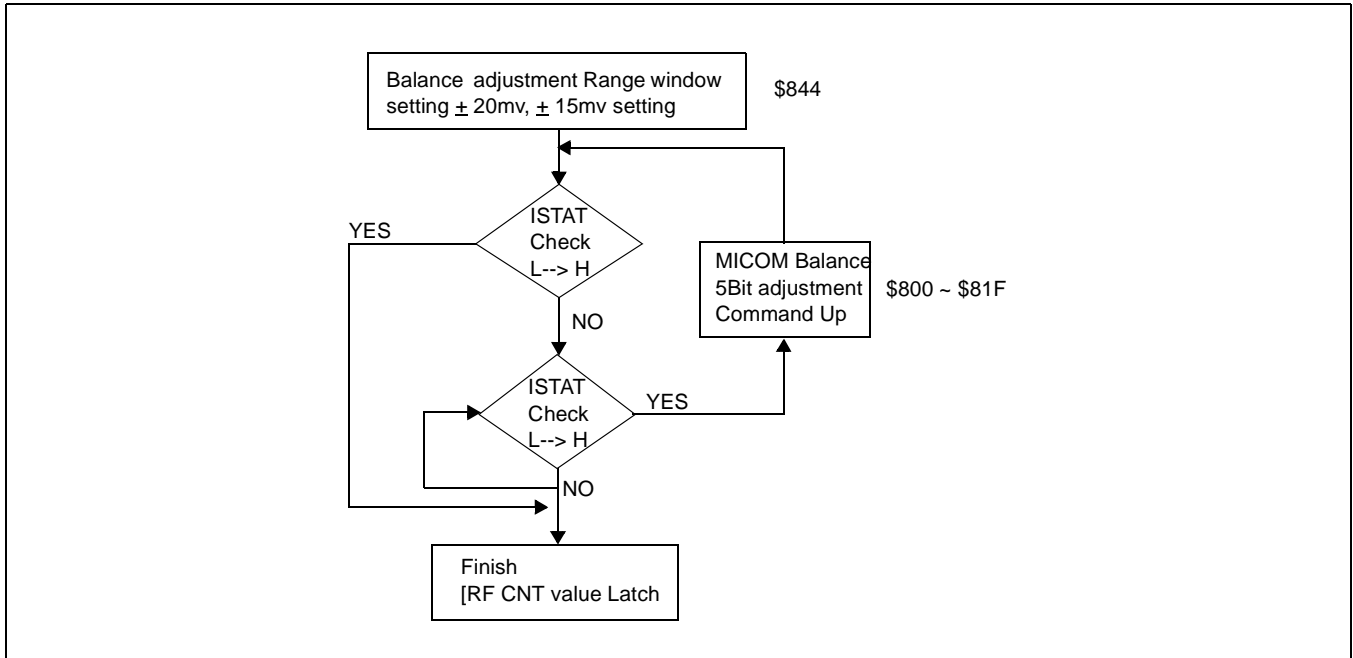 Balance adjustment Range window
setting ± 20mv, ± 15mv setting
$844
ISTAT
Check
L--> H
YES
NO
MICOM Balance
5Bit adjustment
Command Up
$800 ~ $81F
ISTAT
Check
L--> H
YES
NO
Finish
[RF CNT value Latch